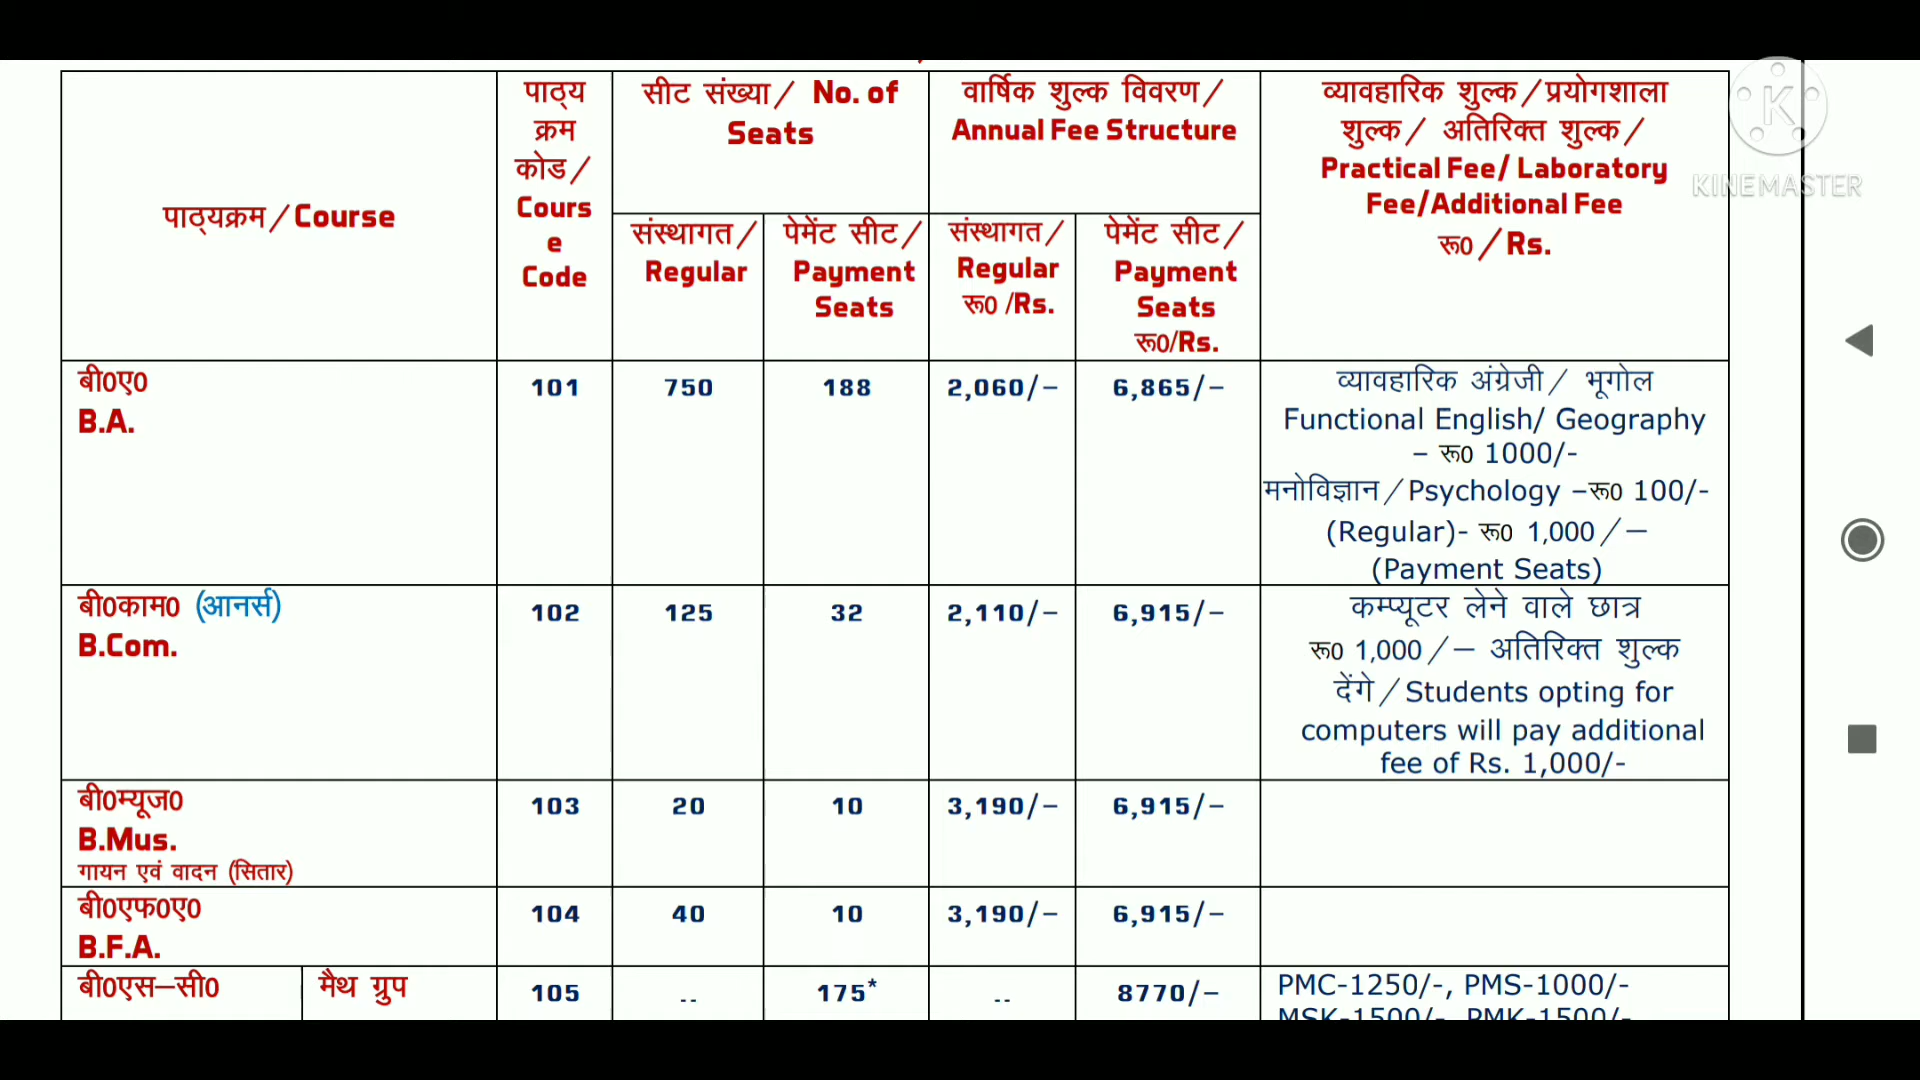 पाठ्यक्रम/Course
पाठ्य
क्रम
कोड/
Cours
e
Code
सीट संख्या/ No. of
Seats
वार्षिक शुल्क विवरण/
Annual Fee Structure
व्यावहारिक शुल्क/प्रयोगशाला
शुल्क/ अतिरिक्त शुल्क/
Practical Fee/ Laboratory
Fee/Additional Fee
रू0/Rs.
संस्थागत/
Regular
पेमेंट सीट/
Payment
Seats
संस्थागत/
Regular
रू0 /Rs.
पेमेंट सीट/
Payment
Seats
रू0/Rs.
KINEMASTER
बी0ए0
B.A.
101
750
188
2,060/–
6,865/–
व्यावहारिक अंग्रेजी/ भूगोल
Functional English/ Geography
– रू0 1000/-
मनोविज्ञान/Psychology –रू0 100/-
(Regular)- रू0 1,000/–
(Payment Seats)
बी0काम0 (आनर्स)
B.Com.
102
125
32
2,110/–
6,915/–
कम्प्यूटर लेने वाले छात्र
रू0 1,000/– अतिरिक्त शुल्क
देंगे/Students opting for
computers will pay additional
fee of Rs. 1,000/-
बी0म्यूज0
B.Mus.
गायन एवं वादन (सितार)
103
20
10
3,190/–
6,915/–
बी0एफ0ए0
B.F.A.
104
40
10
3,190/–
6,915/–
बी0एस–सी0
मैथ ग्रुप
105
--
175*
--
8770/–
PMC-1250/-, PMS-1000/-
MSK-1500/-, PMK-1500/-